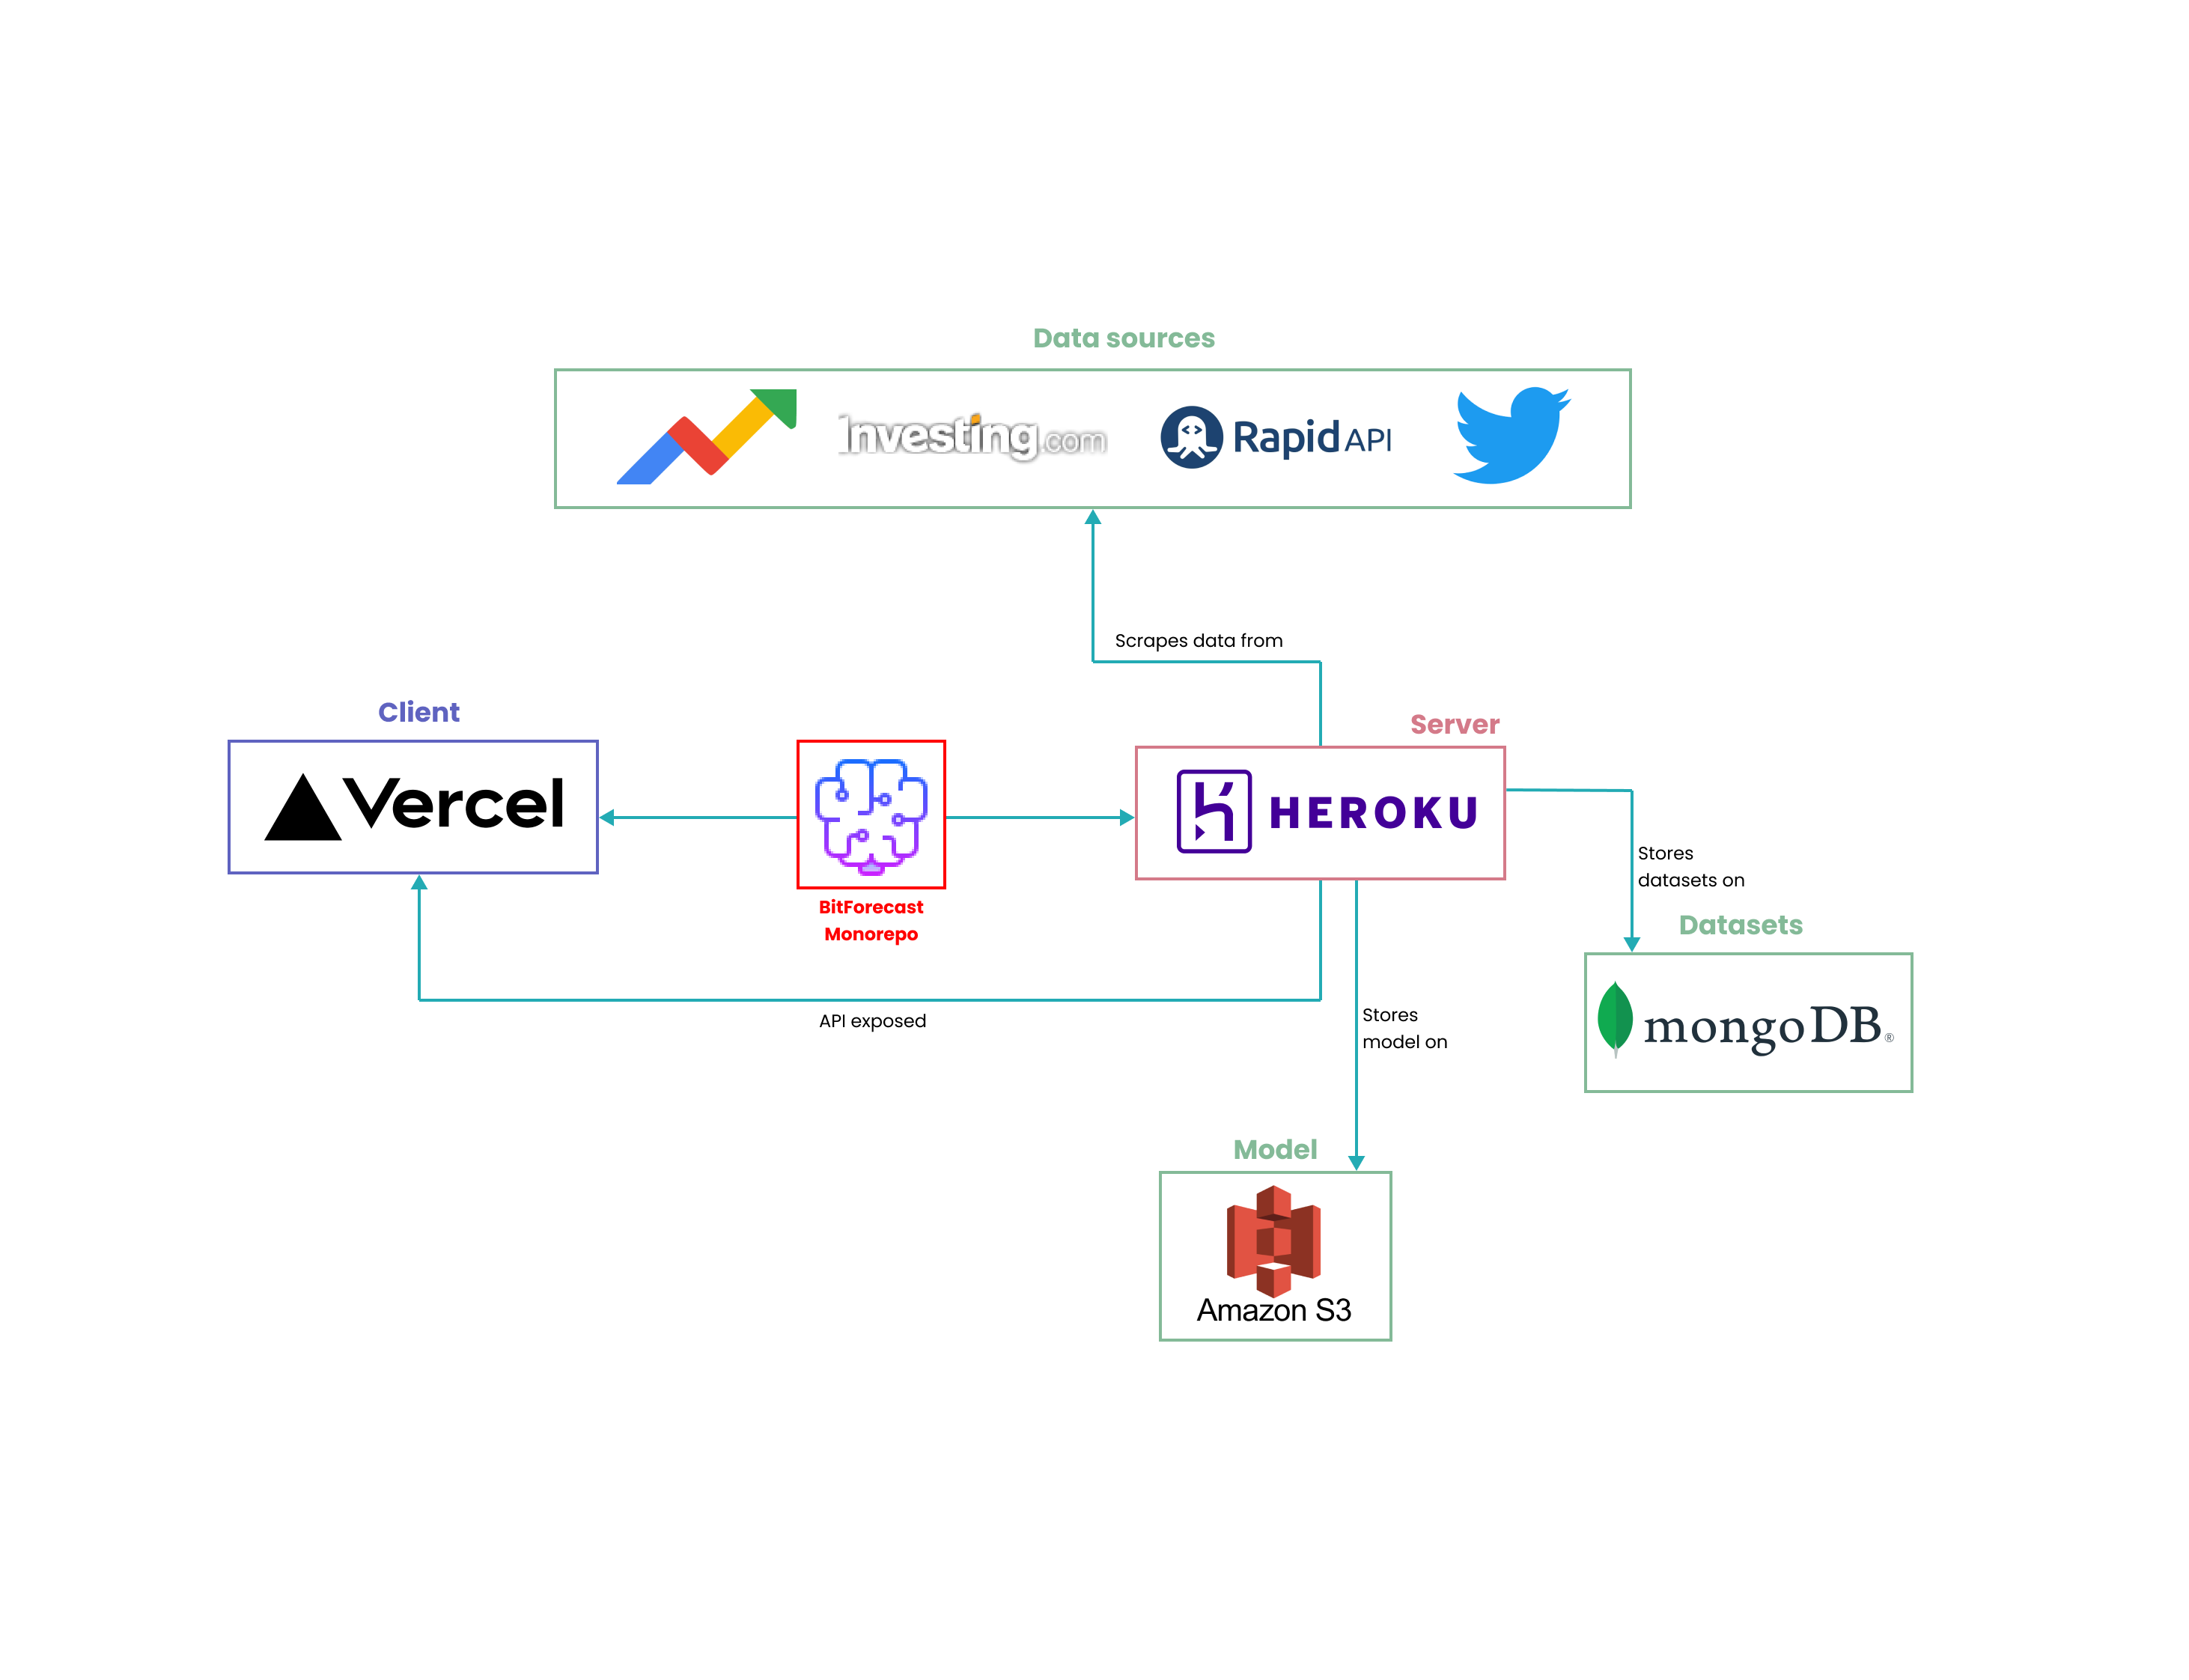 Data sources
Investing.com
Rapid API
Scrapes data from
Client
Server
Vercel
HEROKU
BitForecast
Monorepo
Stores
datasets on
Datasets
mongoDB®
API exposed
Stores
model on
Model
Amazon S3